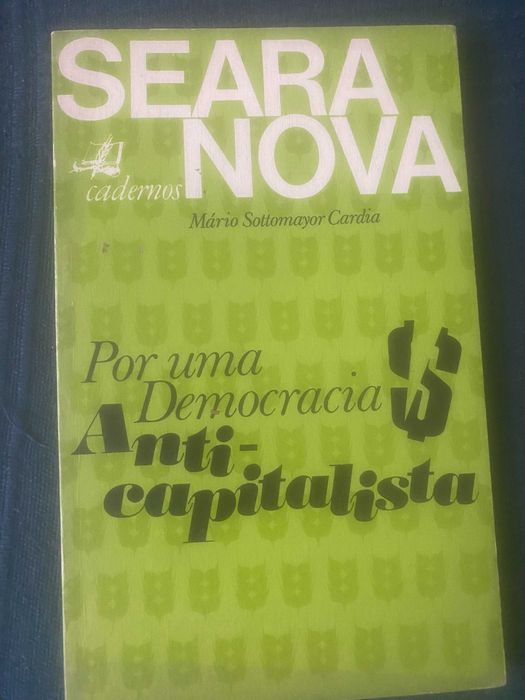 SEARA
NOVA
cadernos
Mário Sottomayor Cardia
Por uma
Democracia $
Anti-
capitalista